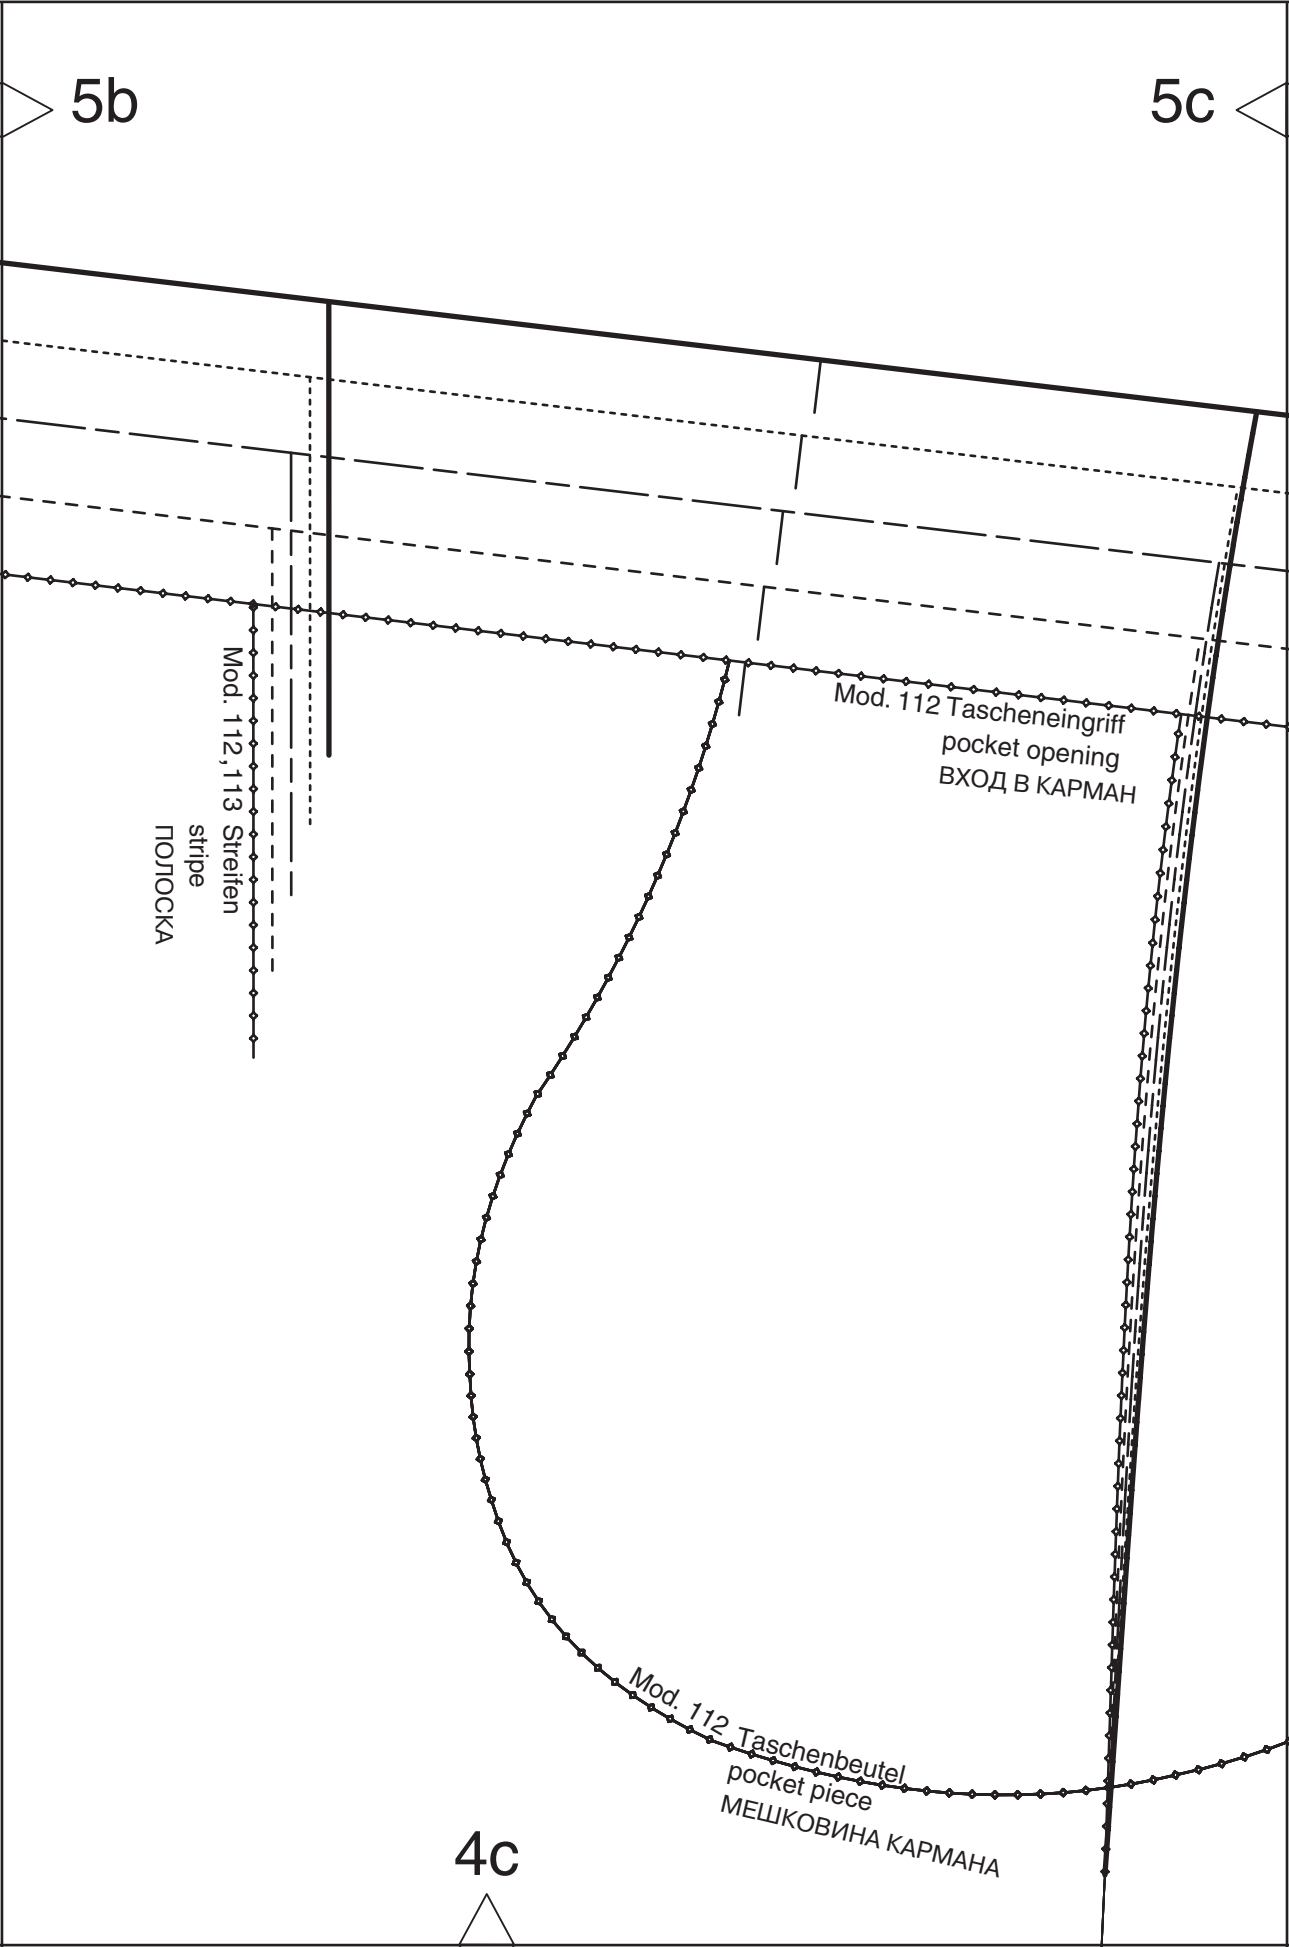 5b
5c
Mod. 112 Tascheneingriff
pocket opening
ВХОД В КАРМАН
Mod. 112,113 Streifen
stripe
ПОЛОСКА
Mod. 112 Taschenbeutel
pocket piece
МЕШКОВИНА КАРМАНА
4c